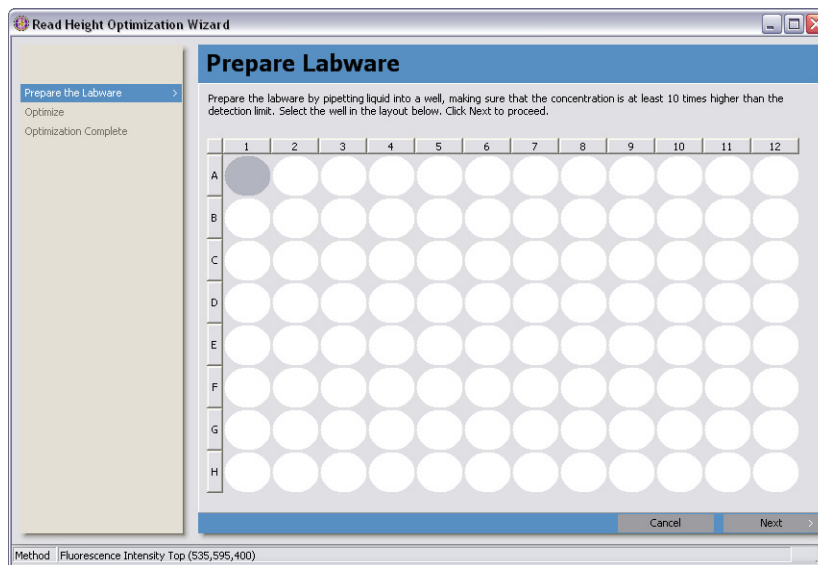 Read Height Optimization Wizard
Prepare the Labware >
Optimize
Optimization Complete
Prepare Labware
Prepare the labware by pipetting liquid into a well, making sure that the concentration is at least 10 times higher than the
detection limit. Select the well in the layout below. Click Next to proceed.
1 2 3 4 5 6 7 8 9 10 11 12
A
B
C
D
E
F
G
H
Cancel Next >
Method Fluorescence Intensity Top (535,595,400)